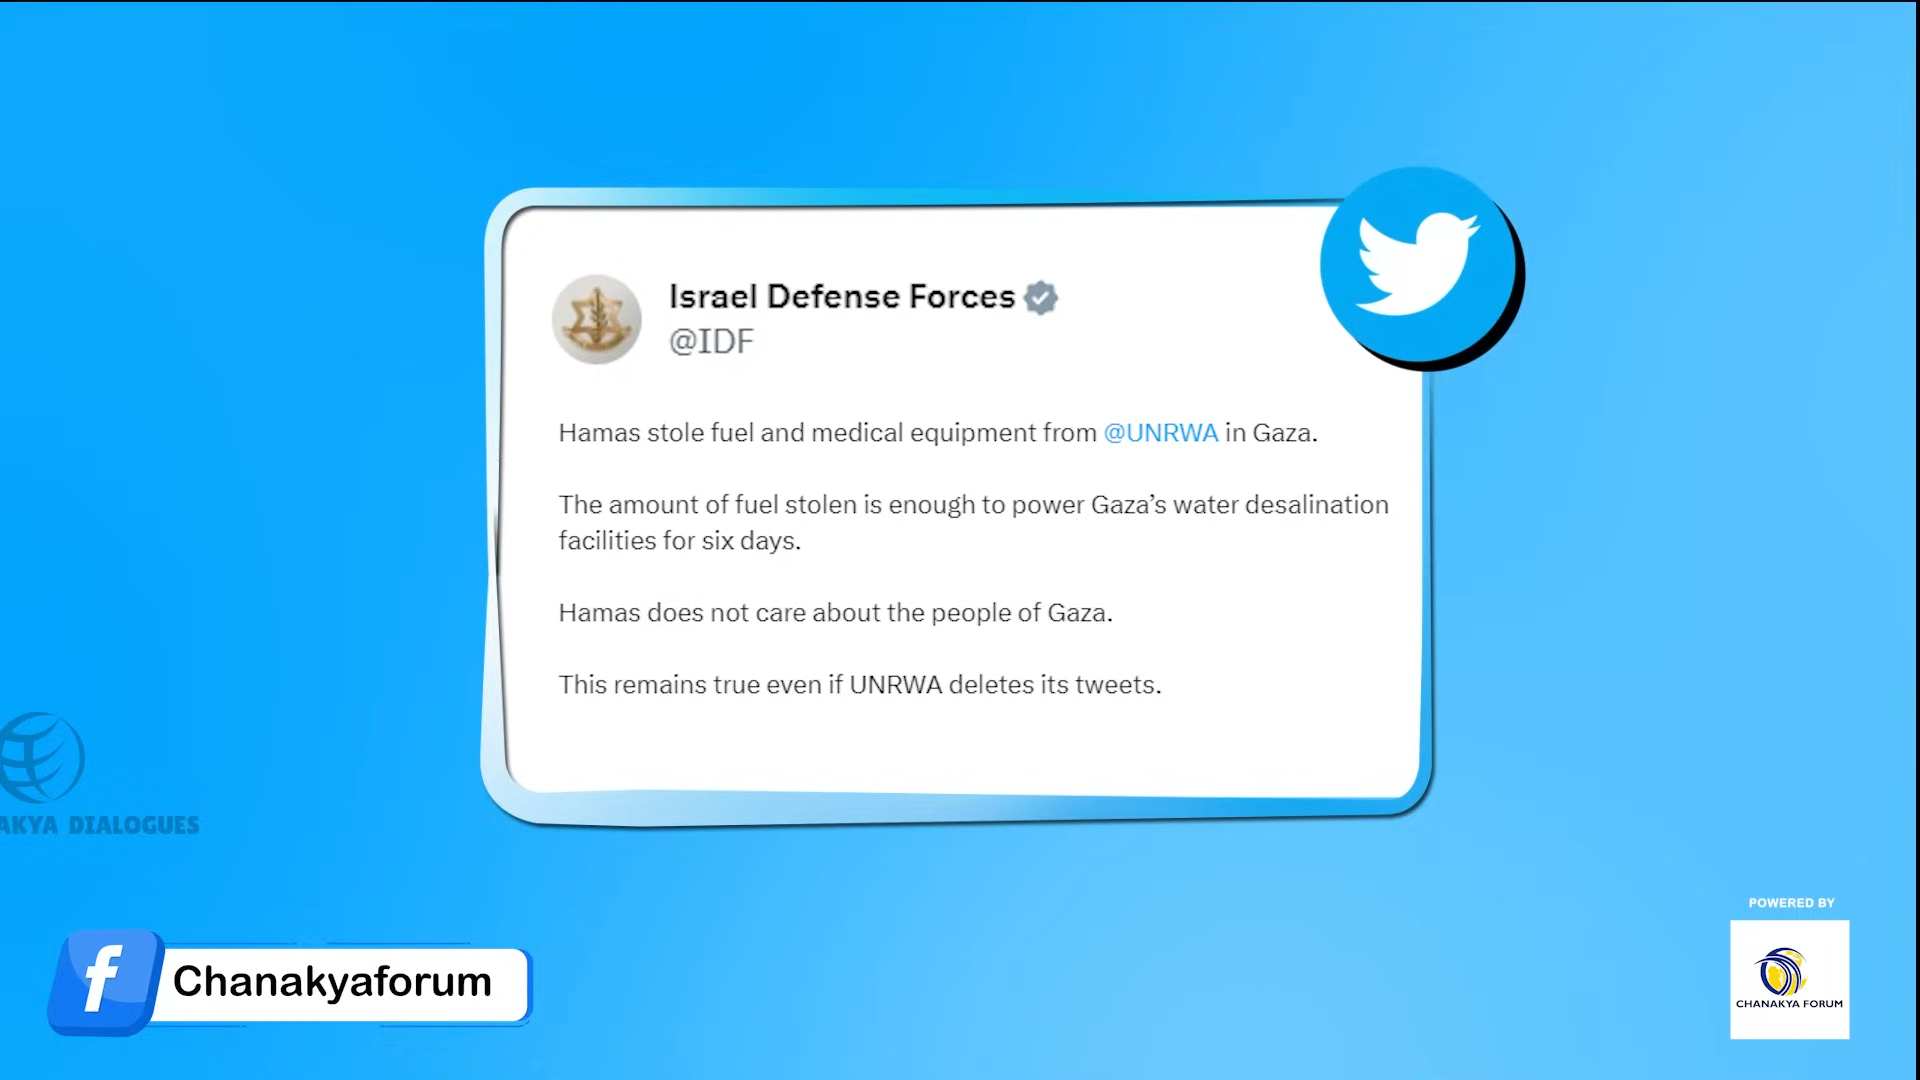 Israel Defense Forces
@IDF
Hamas stole fuel and medical equipment from @UNRWA in Gaza.
The amount of fuel stolen is enough to power Gaza’s water desalination
facilities for six days.
Hamas does not care about the people of Gaza.
This remains true even if UNRWA deletes its tweets.
AKYA DIALOGUES
f Chanakyaforum
POWERED BY
CHANAKYA FORUM